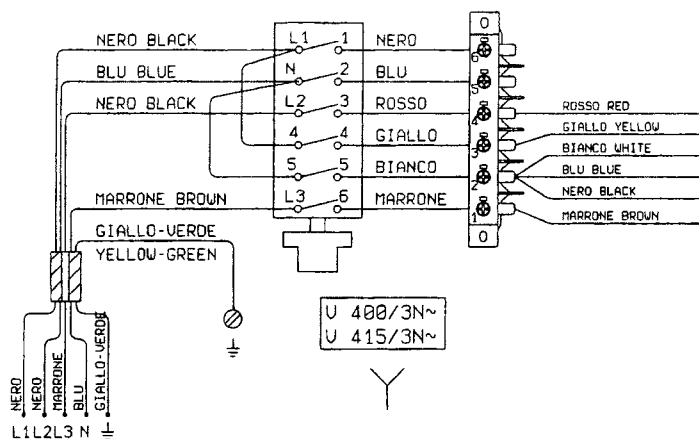 O
NERO BLACK
L1
1
NERO
6
BLU BLUE
N
2
BLU
5
NERO BLACK
L2
3
ROSSO
4
ROSSO RED
4
4
GIALLO
3
GIALLO YELLOW
BIANCO WHITE
5
5
BIANCO
2
BLU BLUE
NERO BLACK
MARRONE BROWN
L3
6
MARRONE
1
MARRONE BROWN
GIALLO-VERDE
YELLOW-GREEN
O
V 400/3N~
V 415/3N~
NERO
NERO
MARRONE
BLU
GIALLO-VERDE
L1 L2 L3 N